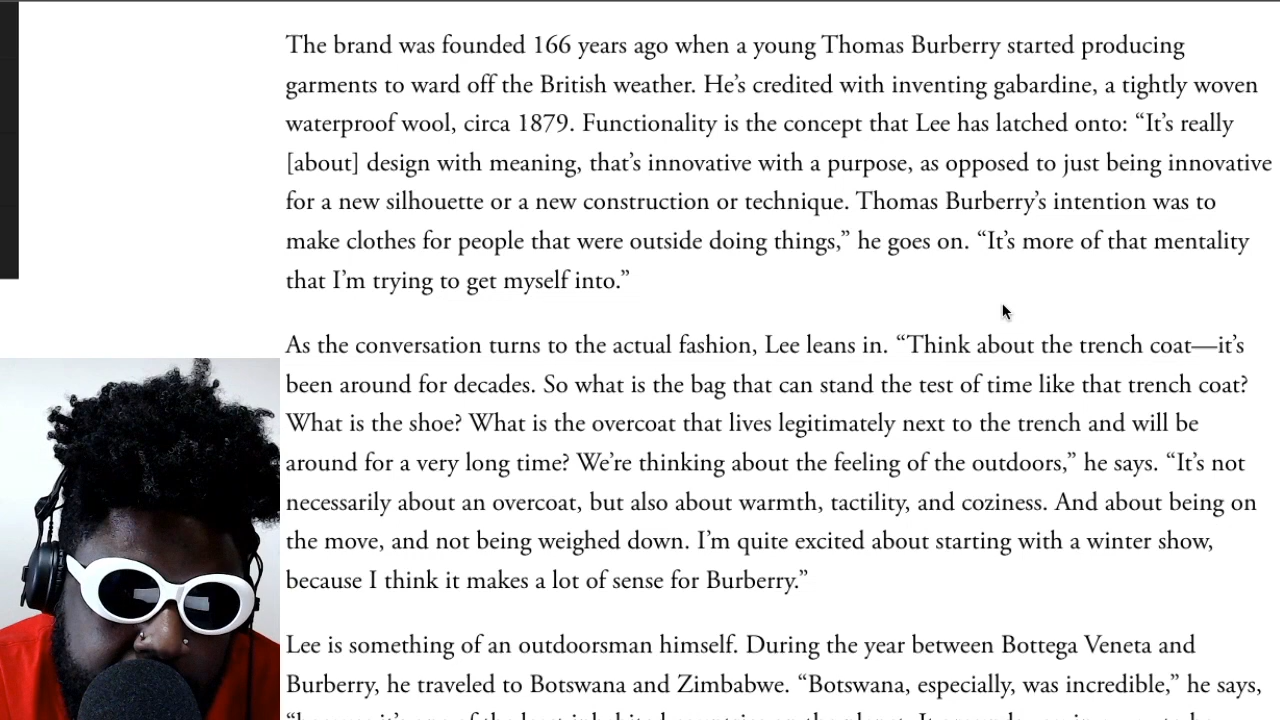 The brand was founded 166 years ago when a young Thomas Burberry started producing
garments to ward off the British weather. He’s credited with inventing gabardine, a tightly woven
waterproof wool, circa 1879. Functionality is the concept that Lee has latched onto: “It’s really
[about] design with meaning, that’s innovative with a purpose, as opposed to just being innovative
for a new silhouette or a new construction or technique. Thomas Burberry’s intention was to
make clothes for people that were outside doing things,” he goes on. “It’s more of that mentality
that I’m trying to get myself into.”
As the conversation turns to the actual fashion, Lee leans in. “Think about the trench coat—it’s
been around for decades. So what is the bag that can stand the test of time like that trench coat?
What is the shoe? What is the overcoat that lives legitimately next to the trench and will be
around for a very long time? We’re thinking about the feeling of the outdoors,” he says. “It’s not
necessarily about an overcoat, but also about warmth, tactility, and coziness. And about being on
the move, and not being weighed down. I’m quite excited about starting with a winter show,
because I think it makes a lot of sense for Burberry.”
Lee is something of an outdoorsman himself. During the year between Bottega Veneta and
Burberry, he traveled to Botswana and Zimbabwe. “Botswana, especially, was incredible,” he says,